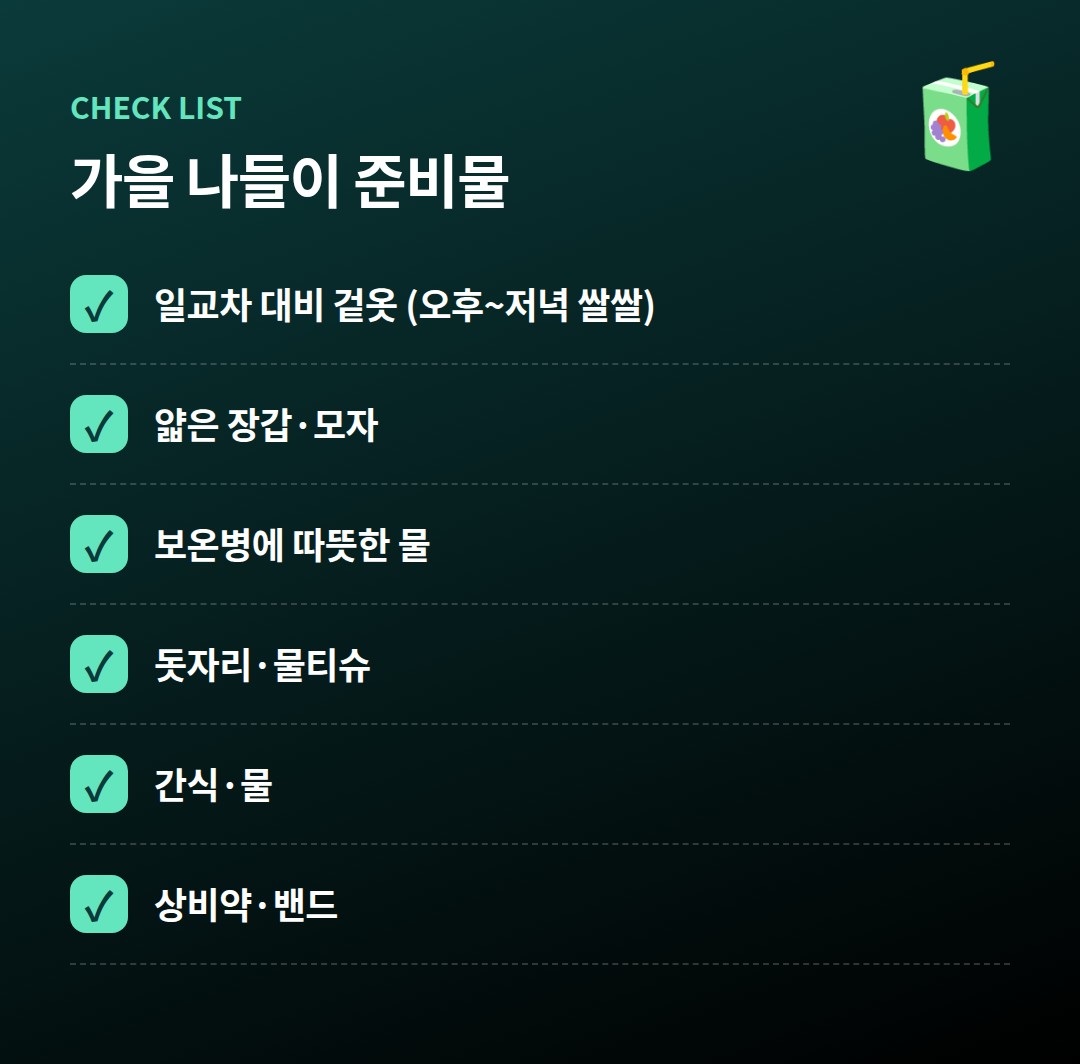 CHECK LIST
가을 나들이 준비물
일교차 대비 겉옷 (오후~저녁 쌀쌀)
얇은 장갑·모자
보온병에 따뜻한 물
돗자리·물티슈
간식·물
상비약·밴드